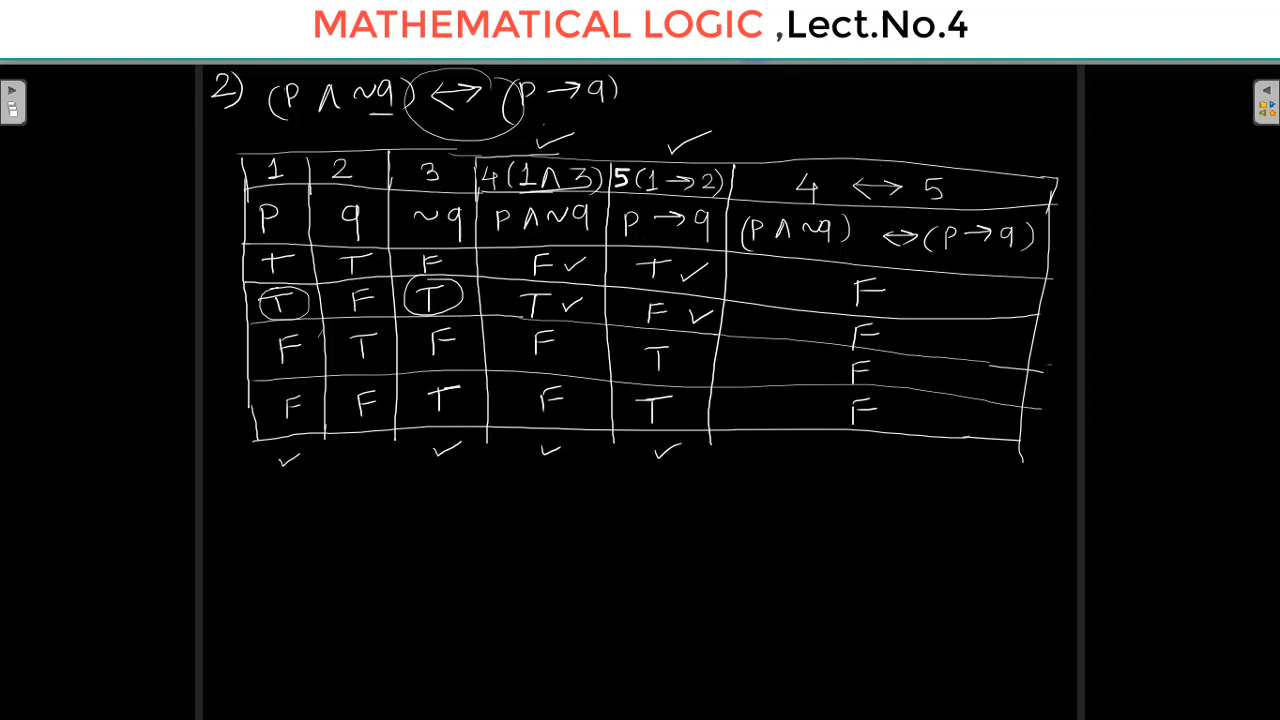 MATHEMATICAL LOGIC ,Lect.No.4
2) (p ∧ ~q) ↔ (p → q)
1 2 3 4(1∧3) 5(1→2) 4 ↔ 5
p q ~q p∧~q p→q (p∧~q) ↔(p→q)
T T F F✓ T✓ F
T F T T✓ F✓ F
F T F F T F
F F T F T F